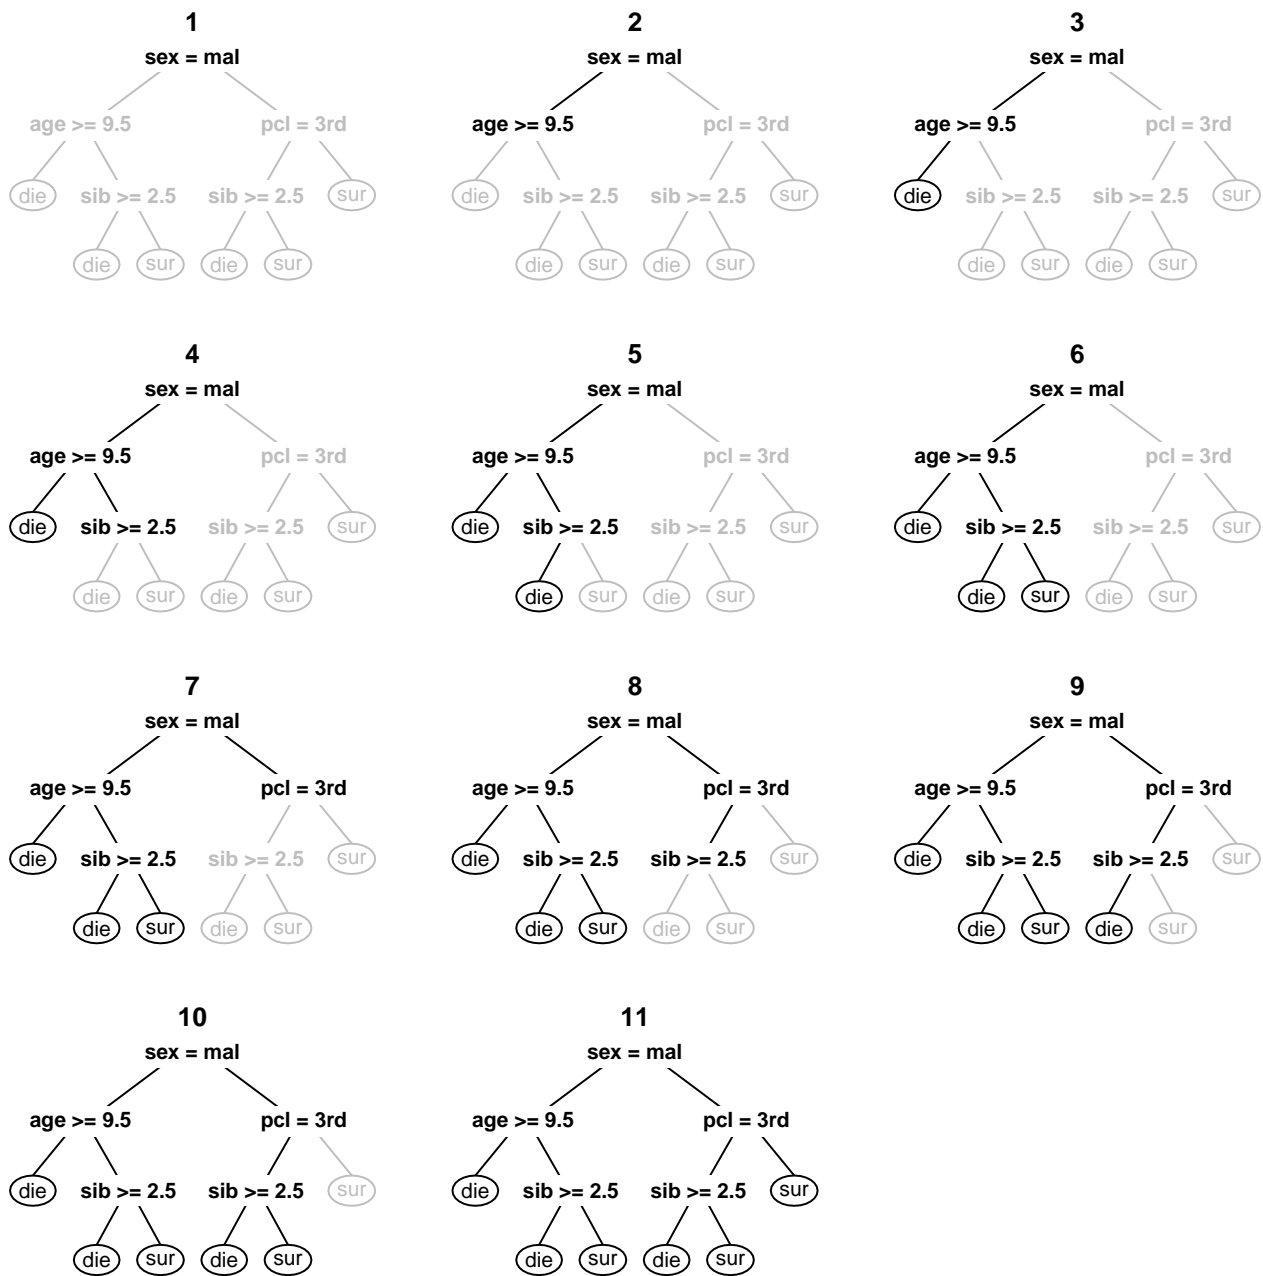 1 2 3
sex = mal sex = mal sex = mal
age >= 9.5 pcl = 3rd age >= 9.5 pcl = 3rd age >= 9.5 pcl = 3rd
die sib >= 2.5 sib >= 2.5 sur die sib >= 2.5 sib >= 2.5 sur die sib >= 2.5 sib >= 2.5 sur
die sur die sur die sur die sur die sur die sur
4 5 6
sex = mal sex = mal sex = mal
age >= 9.5 pcl = 3rd age >= 9.5 pcl = 3rd age >= 9.5 pcl = 3rd
die sib >= 2.5 sib >= 2.5 sur die sib >= 2.5 sib >= 2.5 sur die sib >= 2.5 sib >= 2.5 sur
die sur die sur die sur die sur die sur die sur
7 8 9
sex = mal sex = mal sex = mal
age >= 9.5 pcl = 3rd age >= 9.5 pcl = 3rd age >= 9.5 pcl = 3rd
die sib >= 2.5 sib >= 2.5 sur die sib >= 2.5 sib >= 2.5 sur die sib >= 2.5 sib >= 2.5 sur
die sur die sur die sur die sur die sur die sur
10 11
sex = mal sex = mal
age >= 9.5 pcl = 3rd age >= 9.5 pcl = 3rd
die sib >= 2.5 sib >= 2.5 sur die sib >= 2.5 sib >= 2.5 sur
die sur die sur die sur die sur